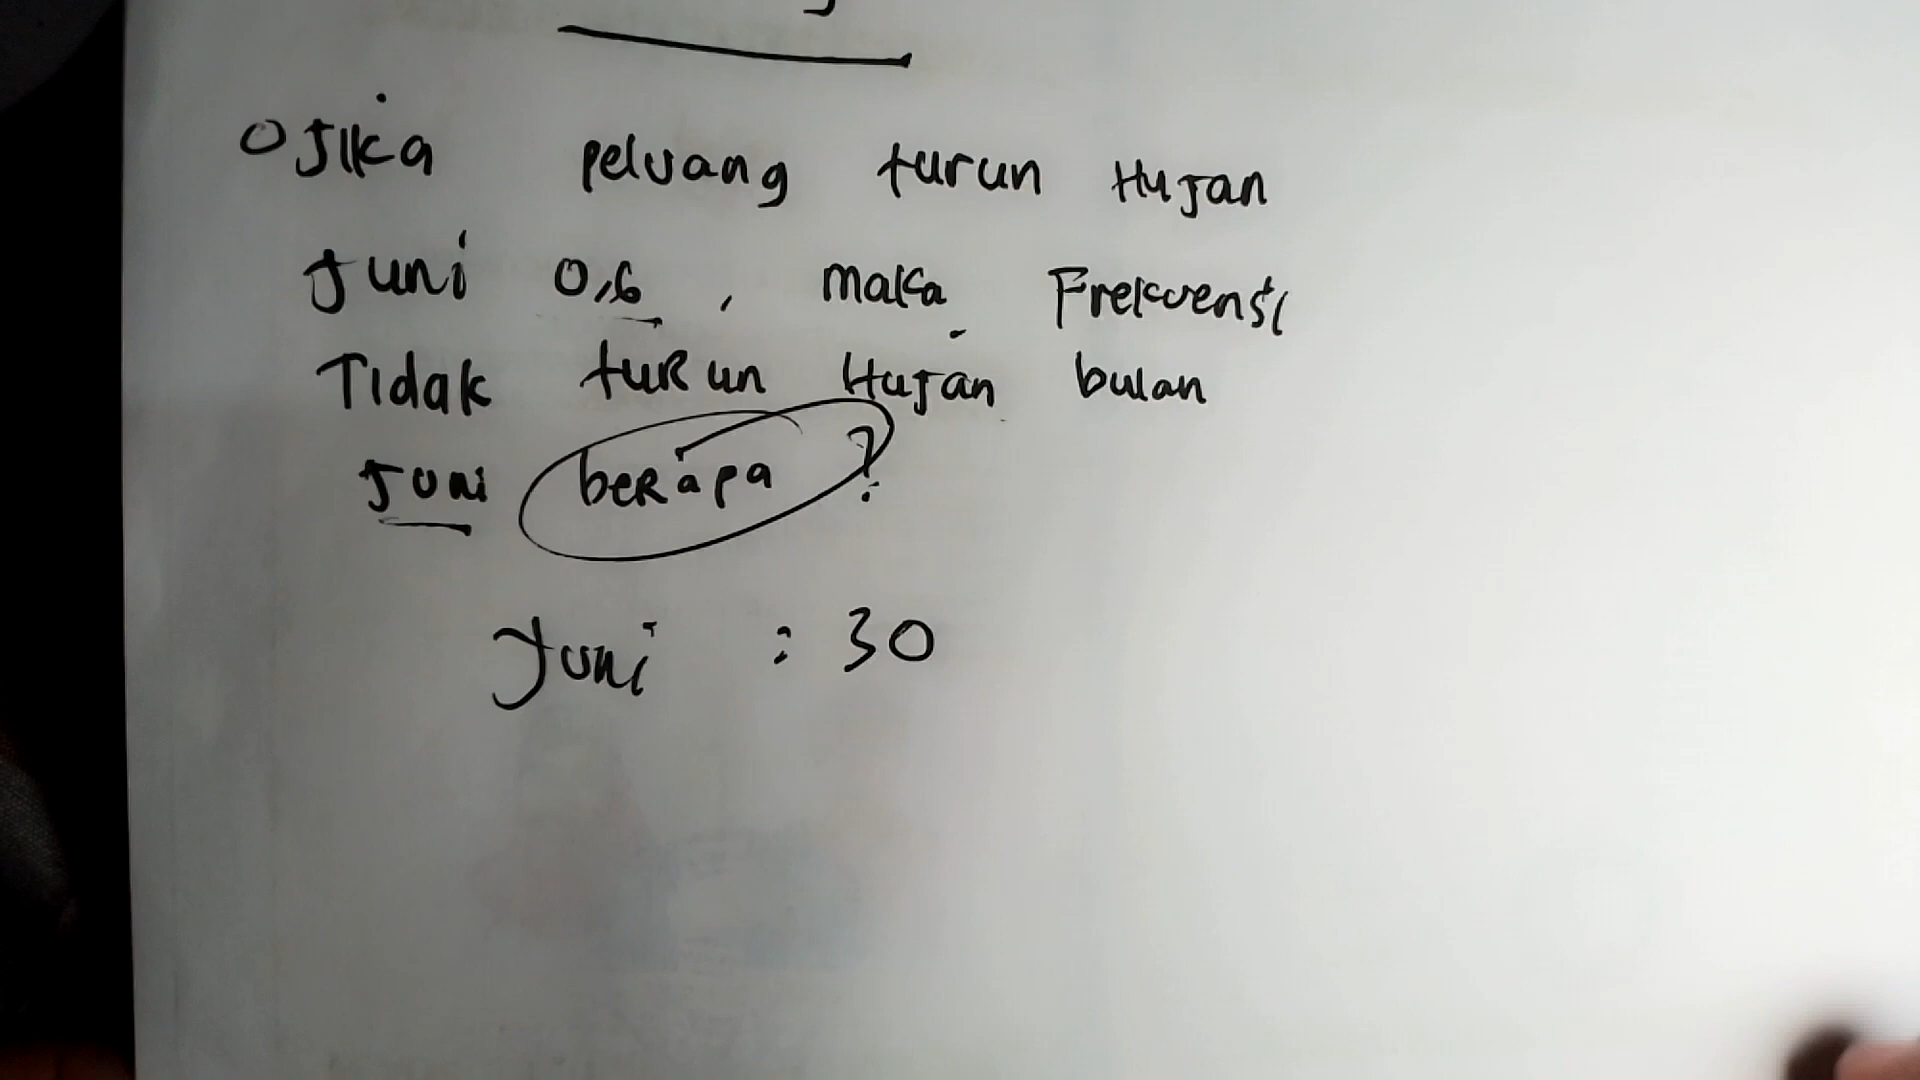 O Jika peluang turun Hujan
Juni 0,6 , maka Frekuensi
Tidak turun Hujan bulan
Juni berapa ?
Juni : 30